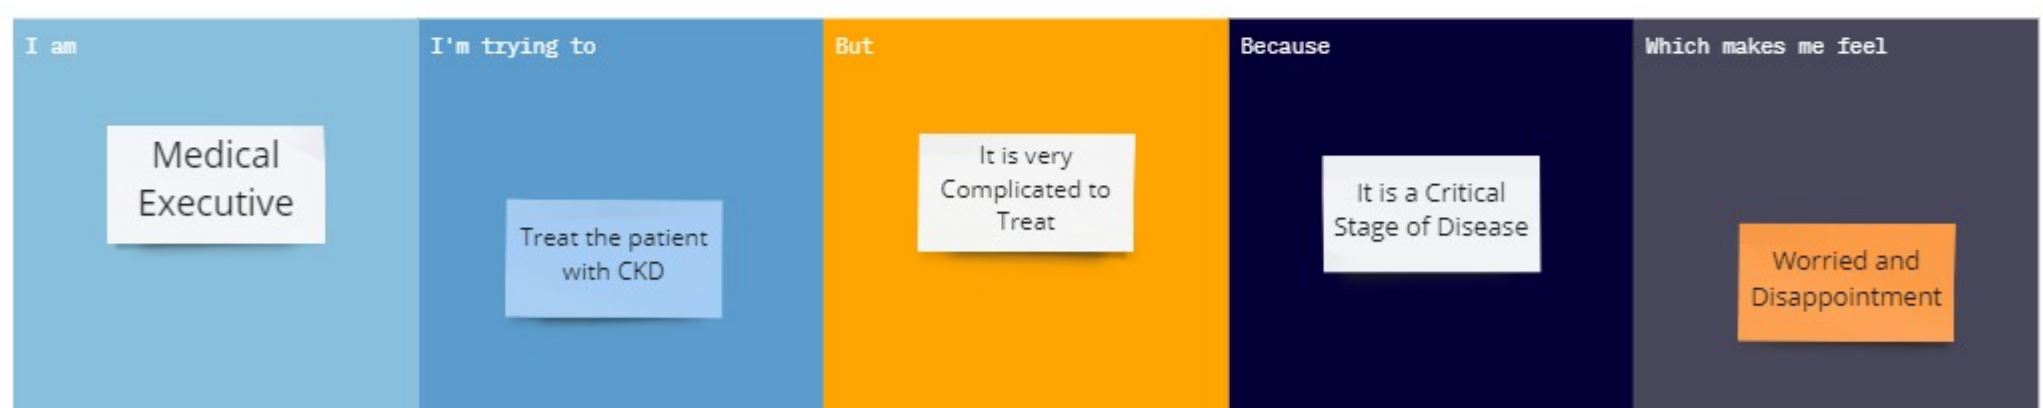 I am
Medical
Executive
I'm trying to
Treat the patient
with CKD
But
It is very
Complicated to
Treat
Because
It is a Critical
Stage of Disease
Which makes me feel
Worried and
Disappointment